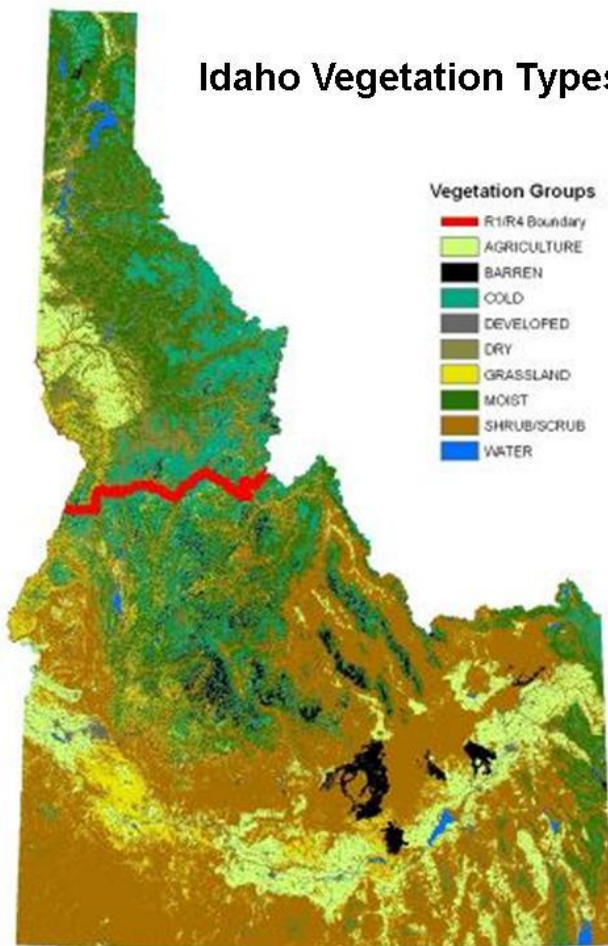 Idaho Vegetation Types
Vegetation Groups
R1/R4 Boundary
AGRICULTURE
BARREN
COLD
DEVELOPED
DRY
GRASSLAND
MOIST
SHRUB/SCRUB
WATER